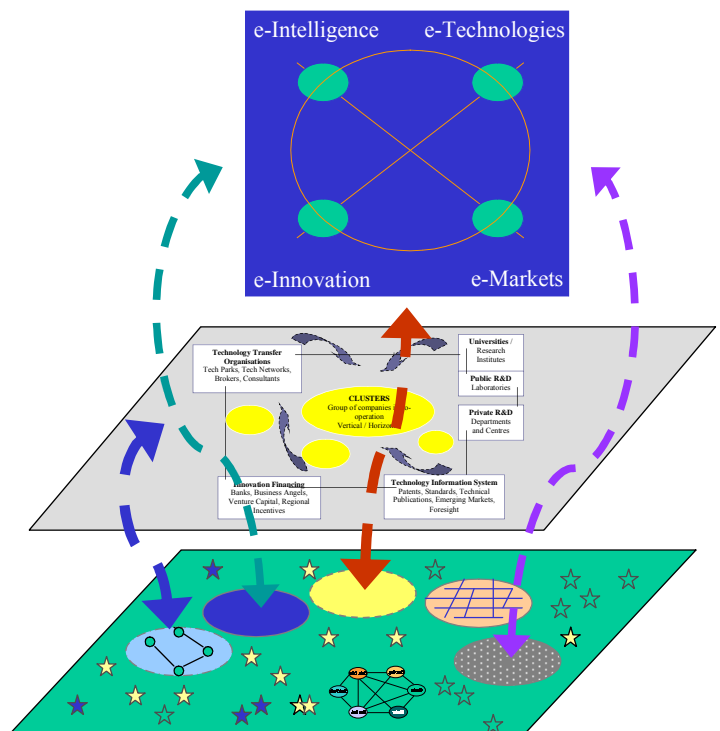 e-Intelligence
e-Technologies
e-Innovation
e-Markets
Technology Transfer
Organisations
Tech Parks, Tech Networks,
Brokers, Consultants
Universities /
Research
Institutes
Public R&D
Laboratories
Private R&D
Departments
and Centres
CLUSTERS
Group of companies
operation
Vertical /
Innovation Financing
Banks, Business Angels,
Venture Capital, Regional
Incentives
Technology Information System
Patents, Standards, Technical
Publications, Emerging Markets,
Foresight